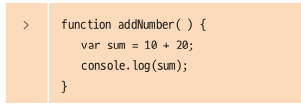 > function addNumber( ) {
var sum = 10 + 20;
console.log(sum);
}